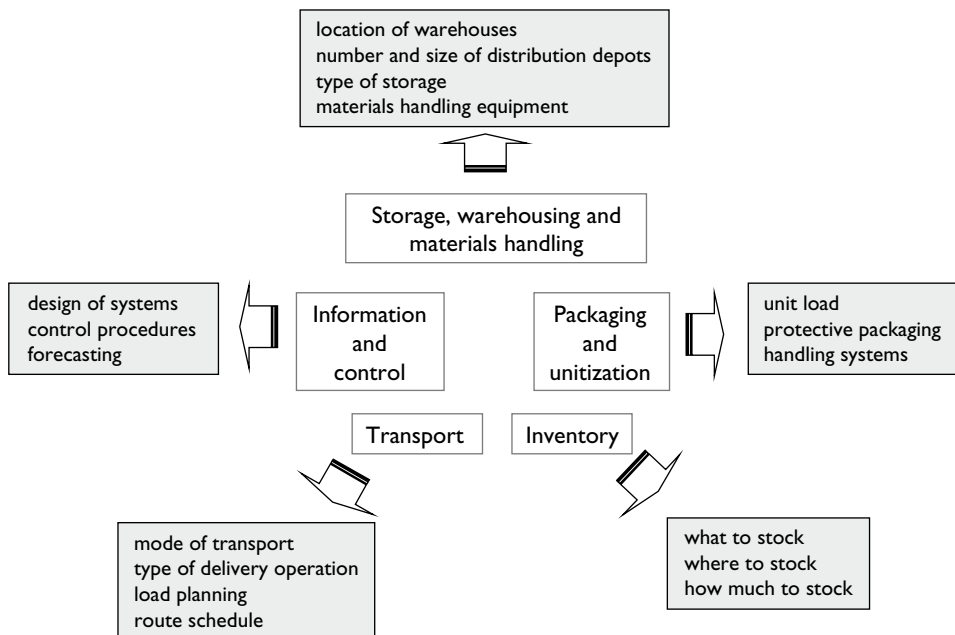 location of warehouses
number and size of distribution depots
type of storage
materials handling equipment
Storage, warehousing and
materials handling
design of systems
control procedures
forecasting
Information
and
control
Packaging
and
unitization
unit load
protective packaging
handling systems
Transport
Inventory
mode of transport
type of delivery operation
load planning
route schedule
what to stock
where to stock
how much to stock